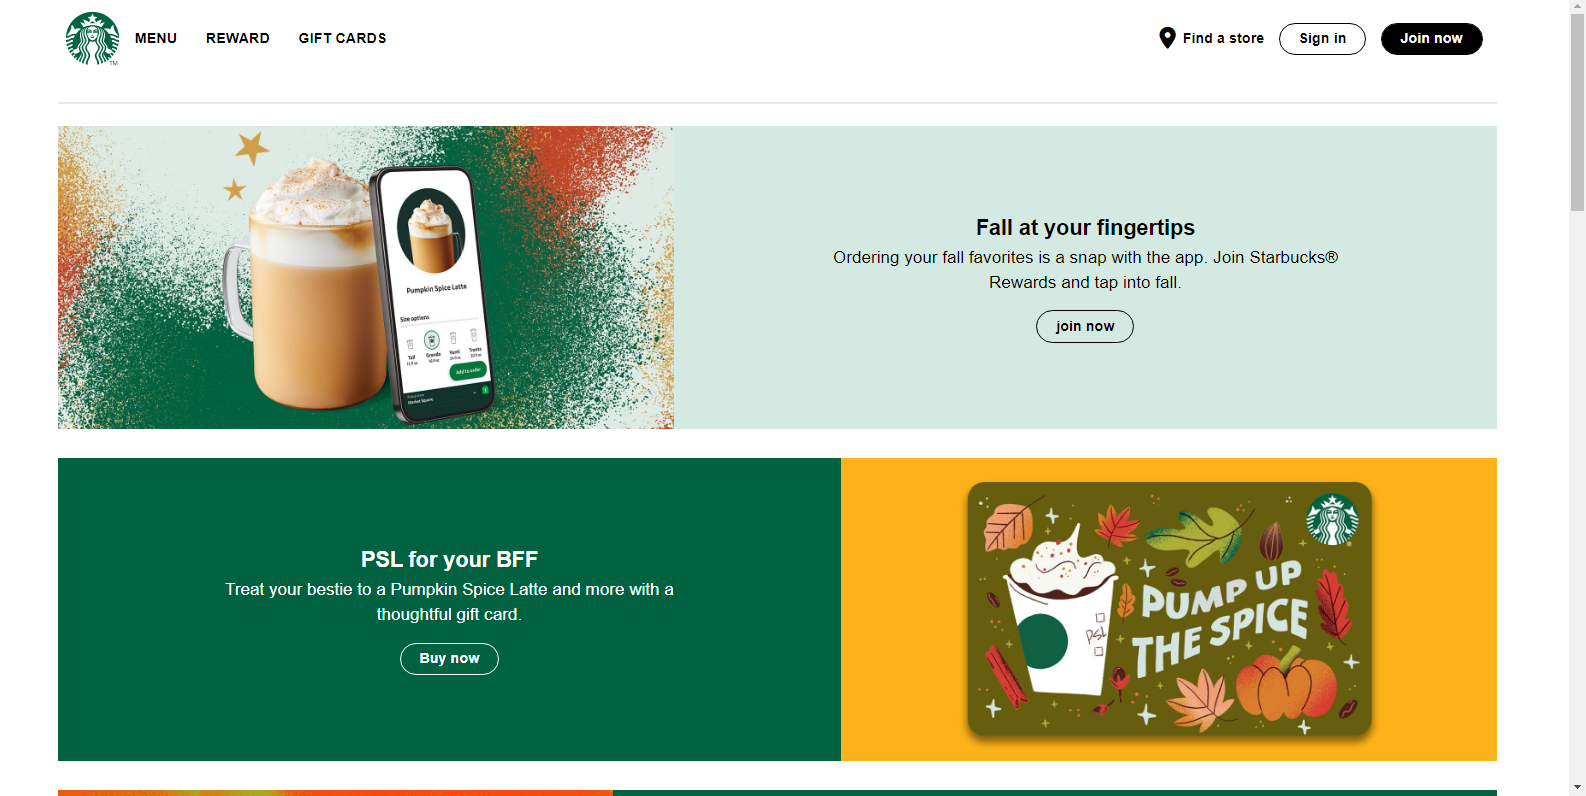 MENU
REWARD
GIFT CARDS
Find a store
Sign in
Join now
TM
Pumpkin Spice Latte
Size options
Tall
Grande
Venti
Trenta
Add to order
Market Square
Fall at your fingertips
Ordering your fall favorites is a snap with the app. Join Starbucks®
Rewards and tap into fall.
join now
PSL for your BFF
Treat your bestie to a Pumpkin Spice Latte and more with a
thoughtful gift card.
Buy now
PSL
PUMP UP
THE SPICE